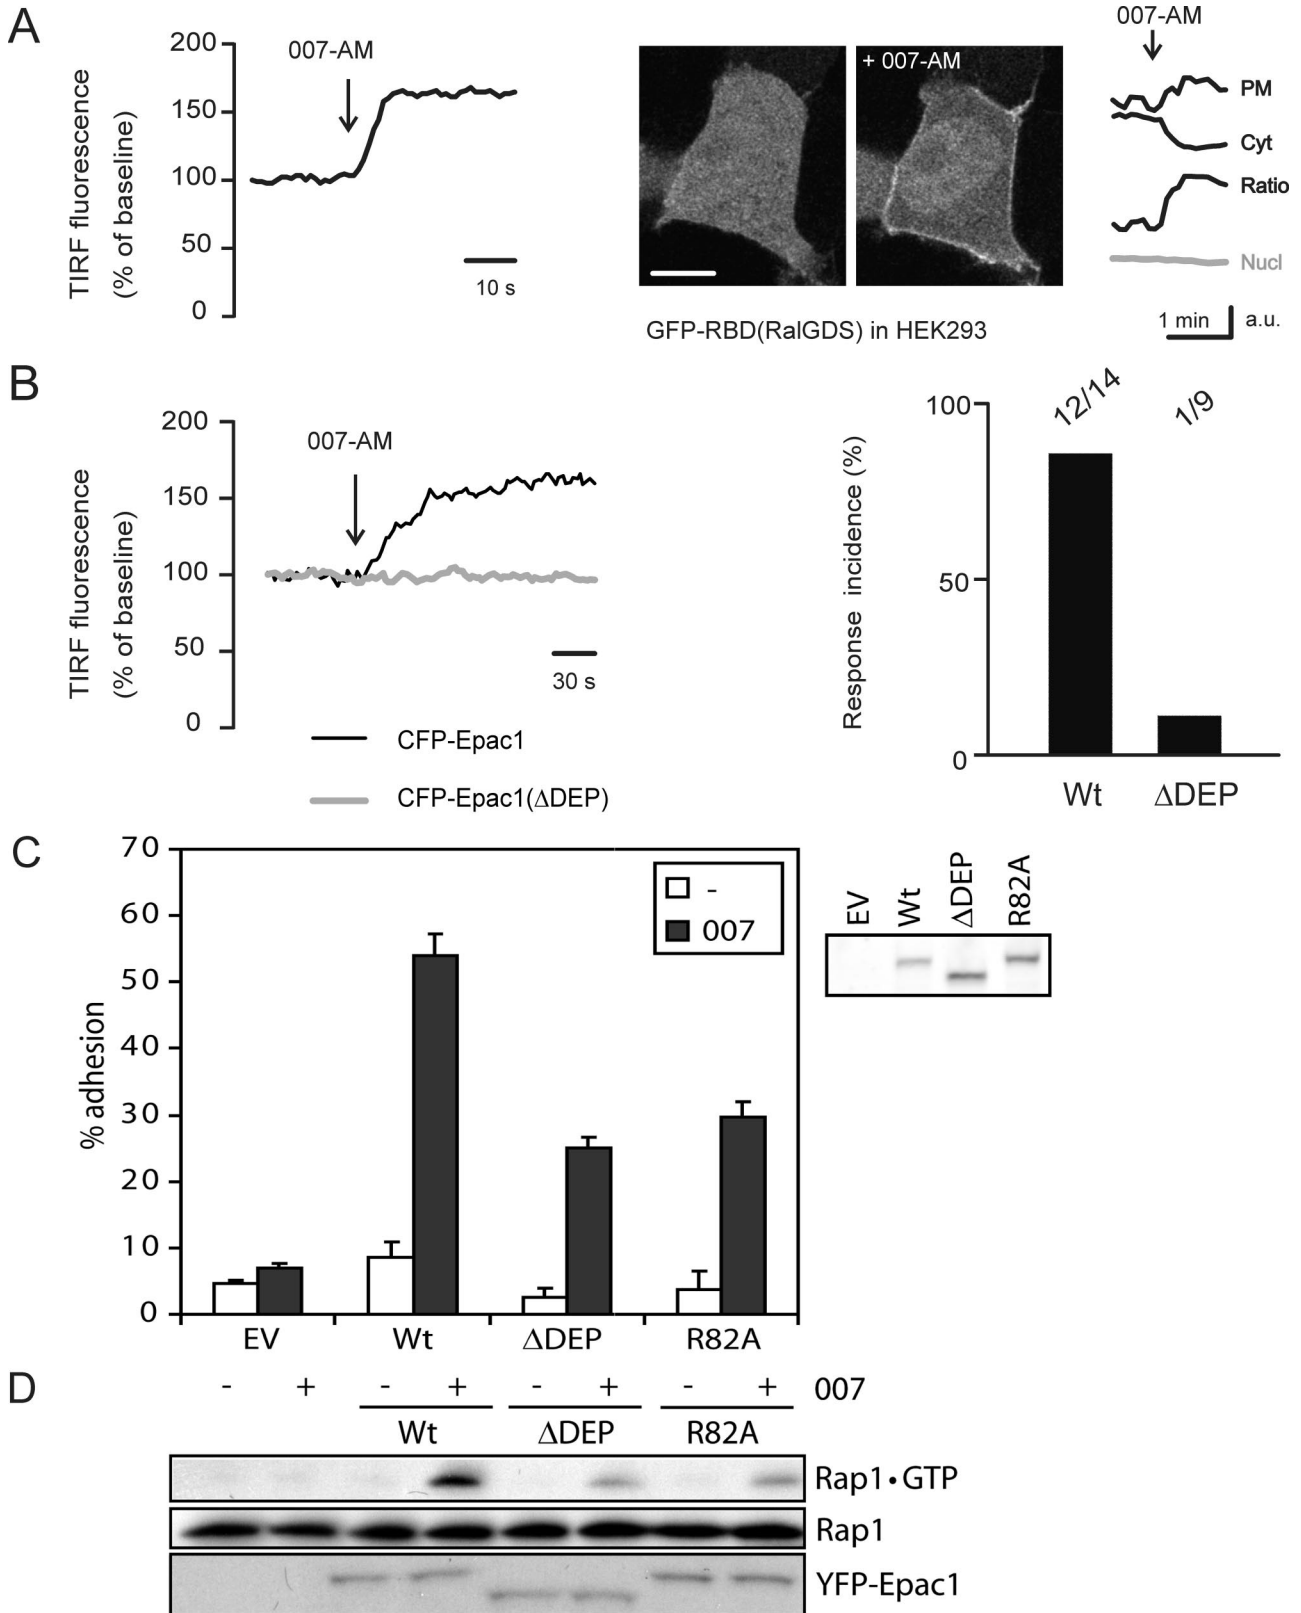 A
TIRF fluorescence
(% of baseline)
200
150
100
50
0
007-AM
10 s
+ 007-AM
GFP-RBD(RalGDS) in HEK293
007-AM
PM
Cyt
Ratio
Nucl
1 min
a.u.
B
TIRF fluorescence
(% of baseline)
200
150
100
50
0
007-AM
30 s
CFP-Epac1
CFP-Epac1(ΔDEP)
Response incidence (%)
100
50
0
12/14
1/9
Wt
ΔDEP
C
% adhesion
70
60
50
40
30
20
10
0
-
007
EV
Wt
ΔDEP
R82A
EV
Wt
ΔDEP
R82A
D
- + - + - + - + 007
Wt ΔDEP R82A
Rap1•GTP
Rap1
YFP-Epac1